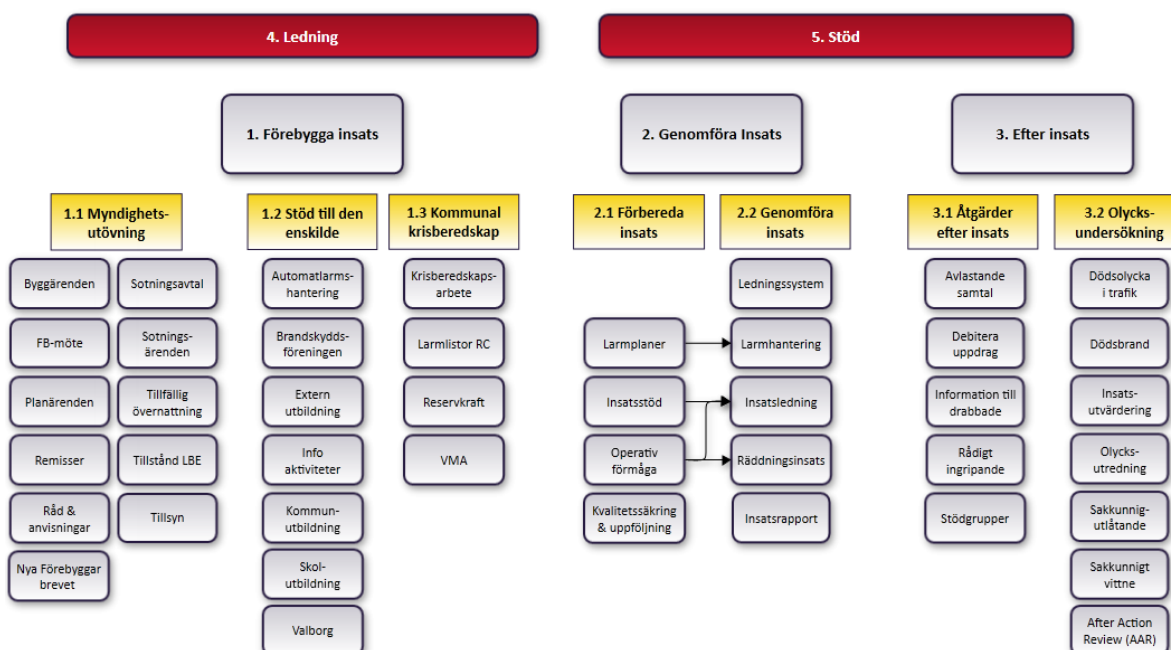 4. Ledning
5. Stöd
1. Förebygga insats
2. Genomföra Insats
3. Efter insats
1.1 Myndighets-
utövning
1.2 Stöd till den
enskilde
1.3 Kommunal
krisberedskap
2.1 Förbereda
insats
2.2 Genomföra
insats
3.1 Åtgärder
efter insats
3.2 Olycks-
undersökning
Byggärenden
FB-möte
Planärenden
Remisser
Råd &
anvisningar
Nya Förebyggar
brevet
Sotningsavtal
Sotnings-
ärenden
Tillfällig
övernattning
Tillstånd LBE
Tillsyn
Automatlarms-
hantering
Brandskydds-
föreningen
Extern
utbildning
Info
aktiviteter
Kommun-
utbildning
Skol-
utbildning
Valborg
Krisberedskaps-
arbete
Larmlistor RC
Reservkraft
VMA
Larmplaner
Insatsstöd
Operativ
förmåga
Kvalitetssäkring
& uppföljning
Ledningssystem
Larmhantering
Insatsledning
Räddningsinsats
Insatsrapport
Avlastande
samtal
Debitera
uppdrag
Information till
drabbade
Rådigt
ingripande
Stödgrupper
Dödsolycka
i trafik
Dödsbrand
Insats-
utvärdering
Olycks-
utredning
Sakkunnig-
utlåtande
Sakkunnigt
vittne
After Action
Review (AAR)